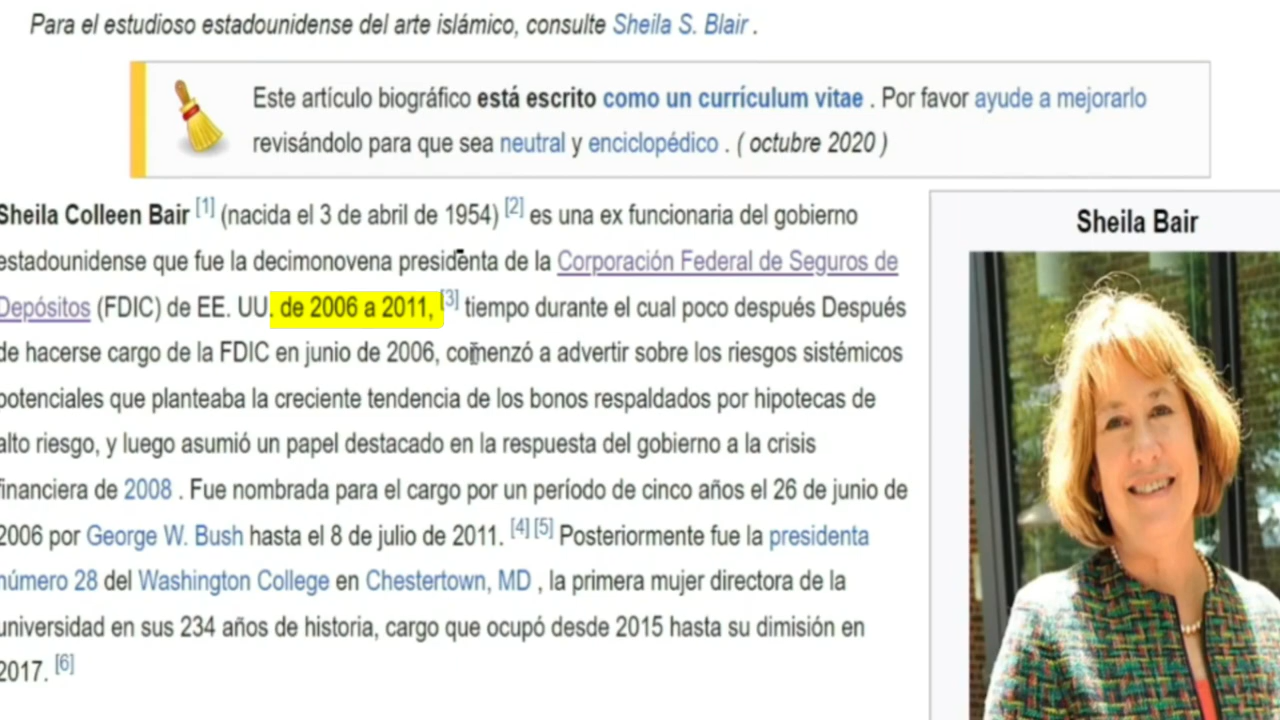 Para el estudioso estadounidense del arte islámico, consulte Sheila S. Blair .
Este artículo biográfico está escrito como un currículum vitae . Por favor ayude a mejorarlo
revisándolo para que sea neutral y enciclopédico . ( octubre 2020 )
Sheila Colleen Bair [1] (nacida el 3 de abril de 1954) [2] es una ex funcionaria del gobierno
estadounidense que fue la decimonovena presidenta de la Corporación Federal de Seguros de
Depósitos (FDIC) de EE. UU. de 2006 a 2011, [3] tiempo durante el cual poco después Después
de hacerse cargo de la FDIC en junio de 2006, comenzó a advertir sobre los riesgos sistémicos
potenciales que planteaba la creciente tendencia de los bonos respaldados por hipotecas de
alto riesgo, y luego asumió un papel destacado en la respuesta del gobierno a la crisis
financiera de 2008 . Fue nombrada para el cargo por un período de cinco años el 26 de junio de
2006 por George W. Bush hasta el 8 de julio de 2011. [4] [5] Posteriormente fue la presidenta
número 28 del Washington College en Chestertown, MD , la primera mujer directora de la
universidad en sus 234 años de historia, cargo que ocupó desde 2015 hasta su dimisión en
2017. [6]
Sheila Bair